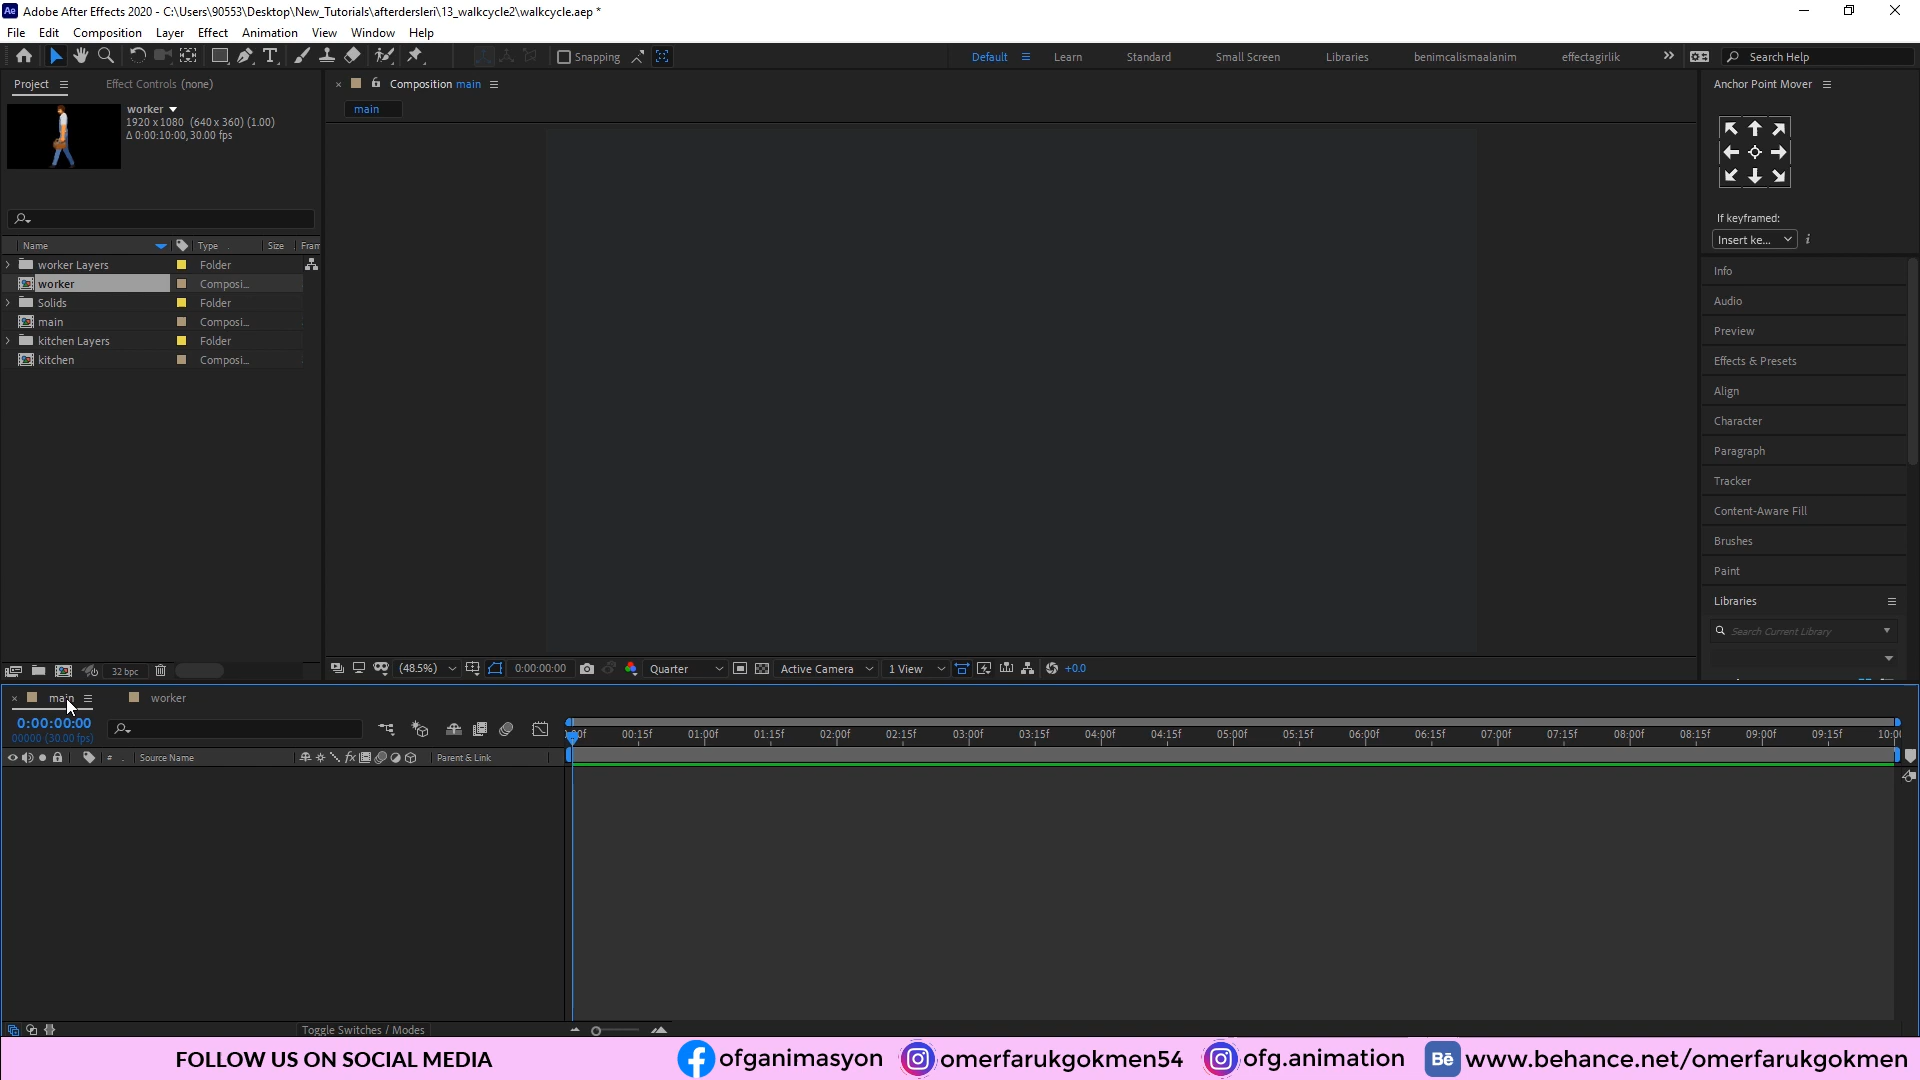 Adobe After Effects 2020 - C:\Users\90553\Desktop\New_Tutorials\afterdersleri\13_walkcycle2\walkcycle.aep *
File Edit Composition Layer Effect Animation View Window Help
Snapping
Default Learn Standard Small Screen Libraries benimcalismaalanim effectagirlik Search Help
Project Effect Controls (none)
Composition main
Anchor Point Mover
main
worker
1920 x 1080 (640 x 360) (1.00)
Δ 0:00:10:00, 30.00 fps
If keyframed:
Insert ke...
Name Type Size Fram
worker Layers Folder
worker Composi...
Solids Folder
main Composi...
kitchen Layers Folder
kitchen Composi...
Info
Audio
Preview
Effects & Presets
Align
Character
Paragraph
Tracker
Content-Aware Fill
Brushes
Paint
Libraries
Search Current Library
32 bpc
(48.5%) 0:00:00:00 Quarter Active Camera 1 View +0.0
main worker
0:00:00:00
00000 (30.00 fps)
00:15f 01:00f 01:15f 02:00f 02:15f 03:00f 03:15f 04:00f 04:15f 05:00f 05:15f 06:00f 06:15f 07:00f 07:15f 08:00f 08:15f 09:00f 09:15f
# Source Name Parent & Link
Toggle Switches / Modes
FOLLOW US ON SOCIAL MEDIA ofganimasyon omerfarukgokmen54 ofg.animation Bē www.behance.net/omerfarukgokmen